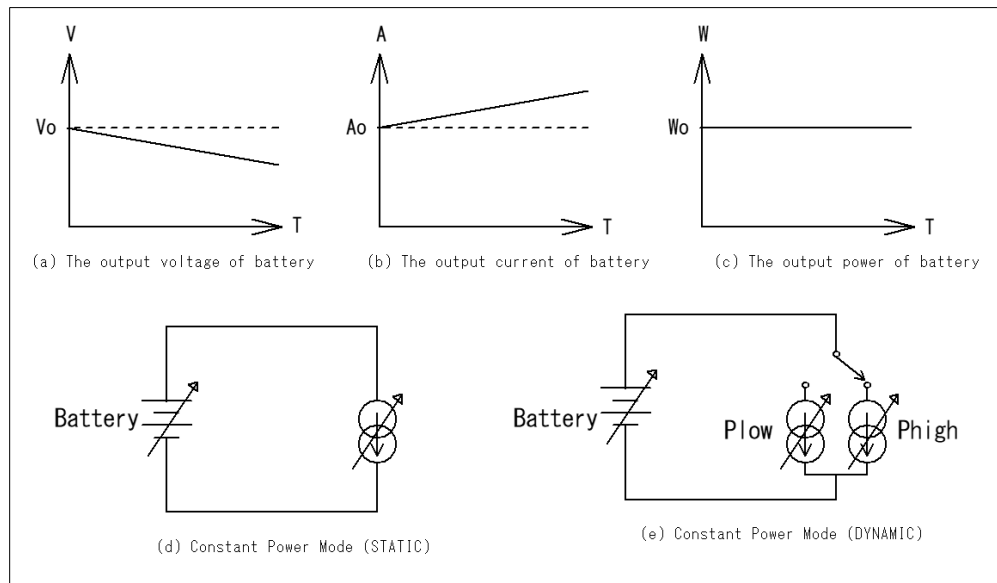 V
Vo
T
(a) The output voltage of battery
A
Ao
T
(b) The output current of battery
W
Wo
T
(c) The output power of battery
Battery
(d) Constant Power Mode (STATIC)
Battery
Plow
Phigh
(e) Constant Power Mode (DYNAMIC)